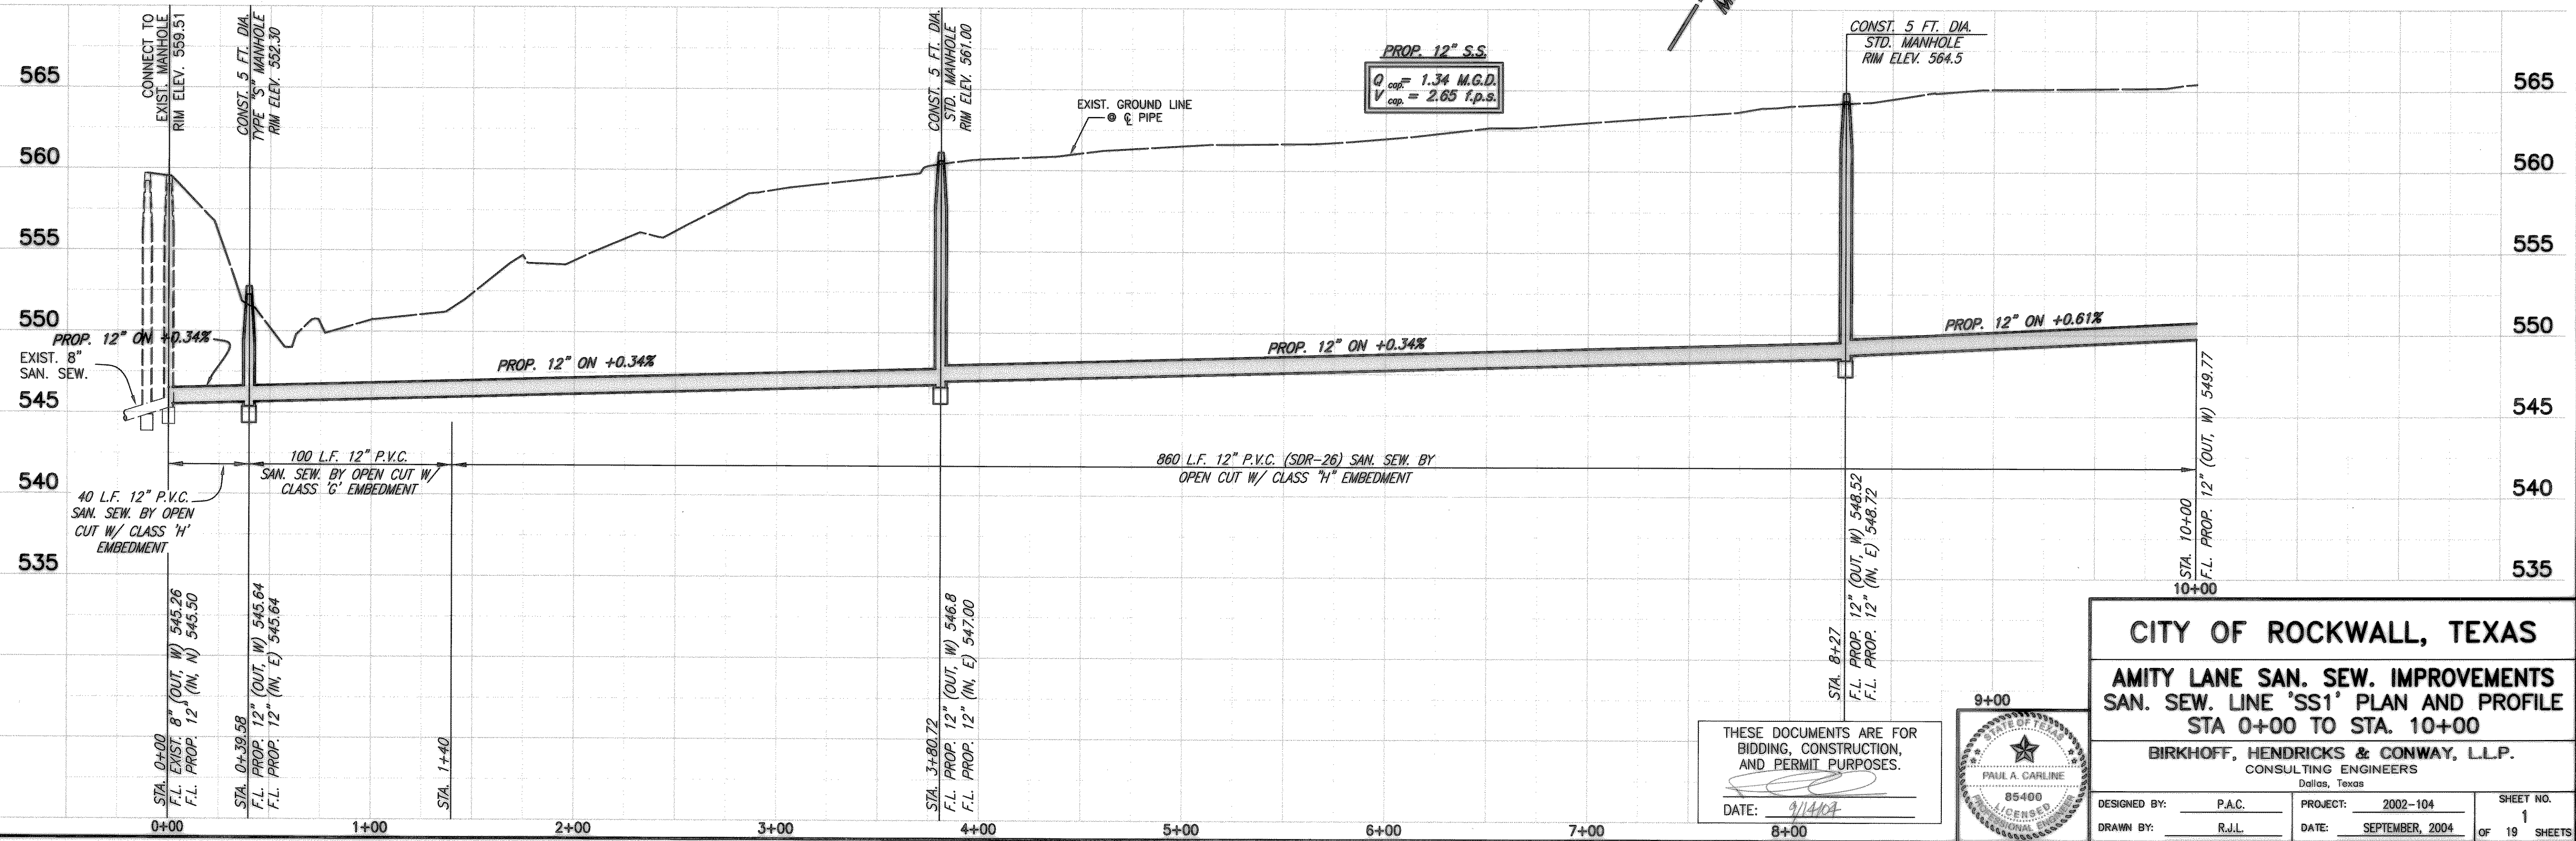 CONNECT TO
EXIST. MANHOLE
RIM ELEV. 559.51
CONST. 5 FT. DIA.
TYPE "S" MANHOLE
RIM ELEV. 552.30
CONST. 5 FT. DIA.
STD. MANHOLE
RIM ELEV. 561.00
EXIST. GROUND LINE
@ ℄ PIPE
PROP. 12" S.S.
Q cap. = 1.34 M.G.D.
V cap. = 2.65 f.p.s.
CONST. 5 FT. DIA.
STD. MANHOLE
RIM ELEV. 564.5
565
560
555
550
545
540
535
565
560
555
550
545
540
535
PROP. 12" ON +0.34%
EXIST. 8"
SAN. SEW.
PROP. 12" ON +0.34%
PROP. 12" ON +0.34%
PROP. 12" ON +0.61%
40 L.F. 12" P.V.C.
SAN. SEW. BY OPEN
CUT W/ CLASS 'H'
EMBEDMENT
100 L.F. 12" P.V.C.
SAN. SEW. BY OPEN CUT W/
CLASS 'G' EMBEDMENT
860 L.F. 12" P.V.C. (SDR-26) SAN. SEW. BY
OPEN CUT W/ CLASS "H" EMBEDMENT
STA. 0+00
F.L. EXIST. 8" (OUT, W) 545.26
F.L. PROP. 12" (IN, N) 545.50
STA. 0+39.58
F.L. PROP. 12" (OUT, W) 545.64
F.L. PROP. 12" (IN, E) 545.64
STA. 1+40
STA. 3+80.72
F.L. PROP. 12" (OUT, W) 546.8
F.L. PROP. 12" (IN, E) 547.00
STA. 8+27
F.L. PROP. 12" (OUT, W) 548.52
F.L. PROP. 12" (IN, E) 548.72
STA. 10+00
F.L. PROP. 12" (OUT, W) 549.77
0+00
1+00
2+00
3+00
4+00
5+00
6+00
7+00
8+00
9+00
10+00
THESE DOCUMENTS ARE FOR
BIDDING, CONSTRUCTION,
AND PERMIT PURPOSES.
DATE: 9/14/04
STATE OF TEXAS
PAUL A. CARLINE
85400
LICENSED
PROFESSIONAL ENGINEER
CITY OF ROCKWALL, TEXAS
AMITY LANE SAN. SEW. IMPROVEMENTS
SAN. SEW. LINE 'SS1' PLAN AND PROFILE
STA 0+00 TO STA. 10+00
BIRKHOFF, HENDRICKS & CONWAY, L.L.P.
CONSULTING ENGINEERS
Dallas, Texas
DESIGNED BY: P.A.C.
PROJECT: 2002-104
SHEET NO.
1
DRAWN BY: R.J.L.
DATE: SEPTEMBER, 2004
OF 19 SHEETS